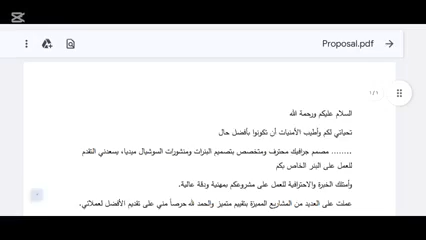 Proposal.pdf
١/١
السلام عليكم ورحمة الله
تحياتي لكم وأطيب الأمنيات أن تكونوا بأفضل حال
........ مصمم جرافيك محترف ومتخصص بتصميم البنرات ومنشورات السوشيال ميديا، يسعدني التقدم
للعمل على البنر الخاص بكم
وأمتلك الخبرة والاحترافية للعمل على مشروعكم بمهنية ودقة عالية.
عملت على العديد من المشاريع المميزة بتقييم متميز والحمد لله حرصاً مني على تقديم الأفضل لعملائي.